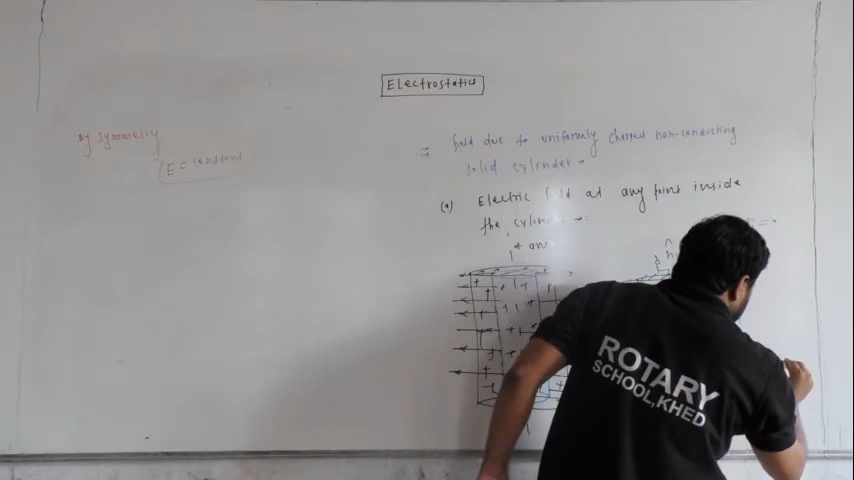 Electrostatics
By symmetry
E = constant
⇒ field due to uniformly charged non-conducting
solid cylinder →
(a) Electric field at any point inside
the cylinder →
ROTARY
SCHOOL, KHED